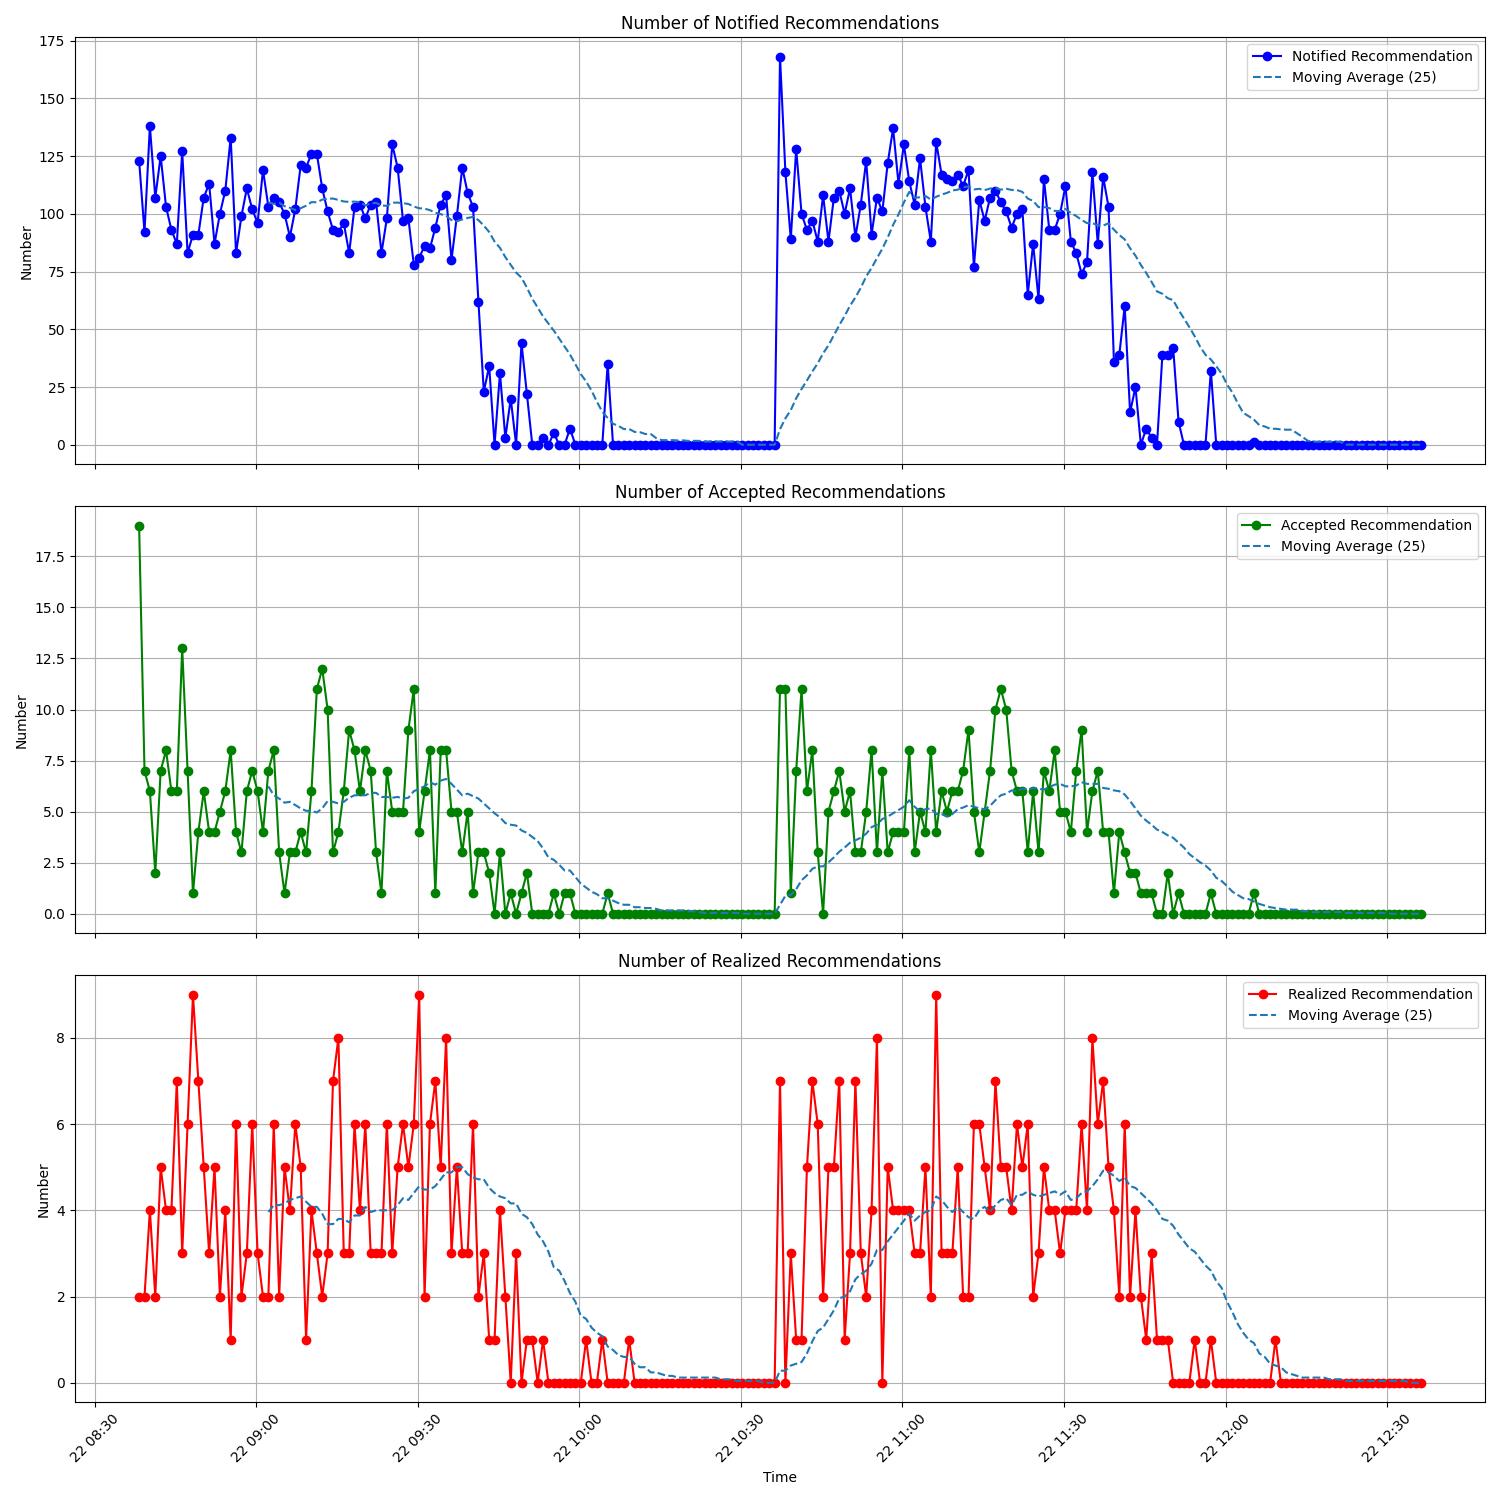 Number of Notified Recommendations
175
150
125
100
75
50
25
0
Number
Notified Recommendation
Moving Average (25)
Number of Accepted Recommendations
17.5
15.0
12.5
10.0
7.5
5.0
2.5
0.0
Number
Accepted Recommendation
Moving Average (25)
Number of Realized Recommendations
8
6
4
2
0
Number
Realized Recommendation
Moving Average (25)
22 08:30
22 09:00
22 09:30
22 10:00
22 10:30
22 11:00
22 11:30
22 12:00
22 12:30
Time